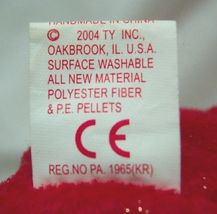 HANDMADE IN CHINA
© 2004 TY INC.,
OAKBROOK, IL. U.S.A.
SURFACE WASHABLE
ALL NEW MATERIAL
POLYESTER FIBER
& P.E. PELLETS
CE
REG.NO PA. 1965(KR)